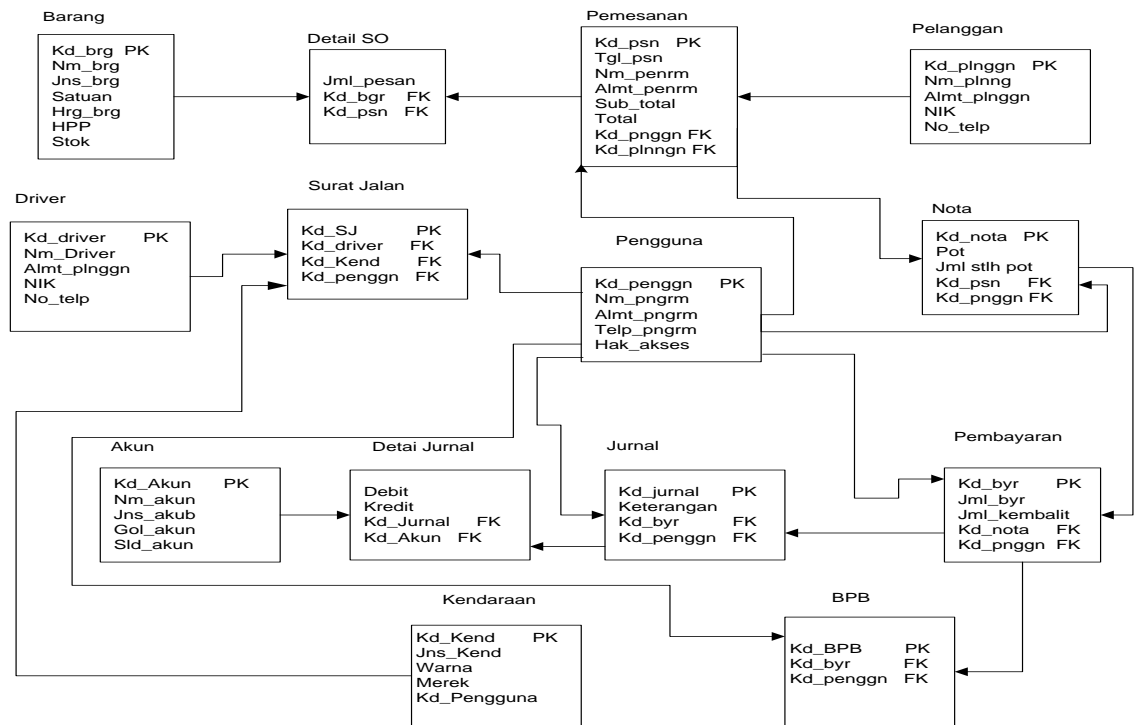 Barang
Kd_brg PK
Nm_brg
Jns_brg
Satuan
Hrg_brg
HPP
Stok
Detail SO
Jml_pesan
Kd_bgr FK
Kd_psn FK
Pemesanan
Kd_psn PK
Tgl_psn
Nm_penrm
Almt_penrm
Sub_total
Total
Kd_pnggn FK
Kd_plnngn FK
Pelanggan
Kd_plnggn PK
Nm_plnng
Almt_plnggn
NIK
No_telp
Driver
Kd_driver PK
Nm_Driver
Almt_plnggn
NIK
No_telp
Surat Jalan
Kd_SJ PK
Kd_driver FK
Kd_Kend FK
Kd_penggn FK
Pengguna
Kd_penggn PK
Nm_pngrm
Almt_pngrm
Telp_pngrm
Hak_akses
Nota
Kd_nota PK
Pot
Jml stlh pot
Kd_psn FK
Kd_pnggn FK
Akun
Kd_Akun PK
Nm_akun
Jns_akub
Gol_akun
Sld_akun
Detai Jurnal
Debit
Kredit
Kd_Jurnal FK
Kd_Akun FK
Jurnal
Kd_jurnal PK
Keterangan
Kd_byr FK
Kd_penggn FK
Pembayaran
Kd_byr PK
Jml_byr
Jml_kembalit
Kd_nota FK
Kd_pnggn FK
Kendaraan
Kd_Kend PK
Jns_Kend
Warna
Merek
Kd_Pengguna
BPB
Kd_BPB PK
Kd_byr FK
Kd_penggn FK